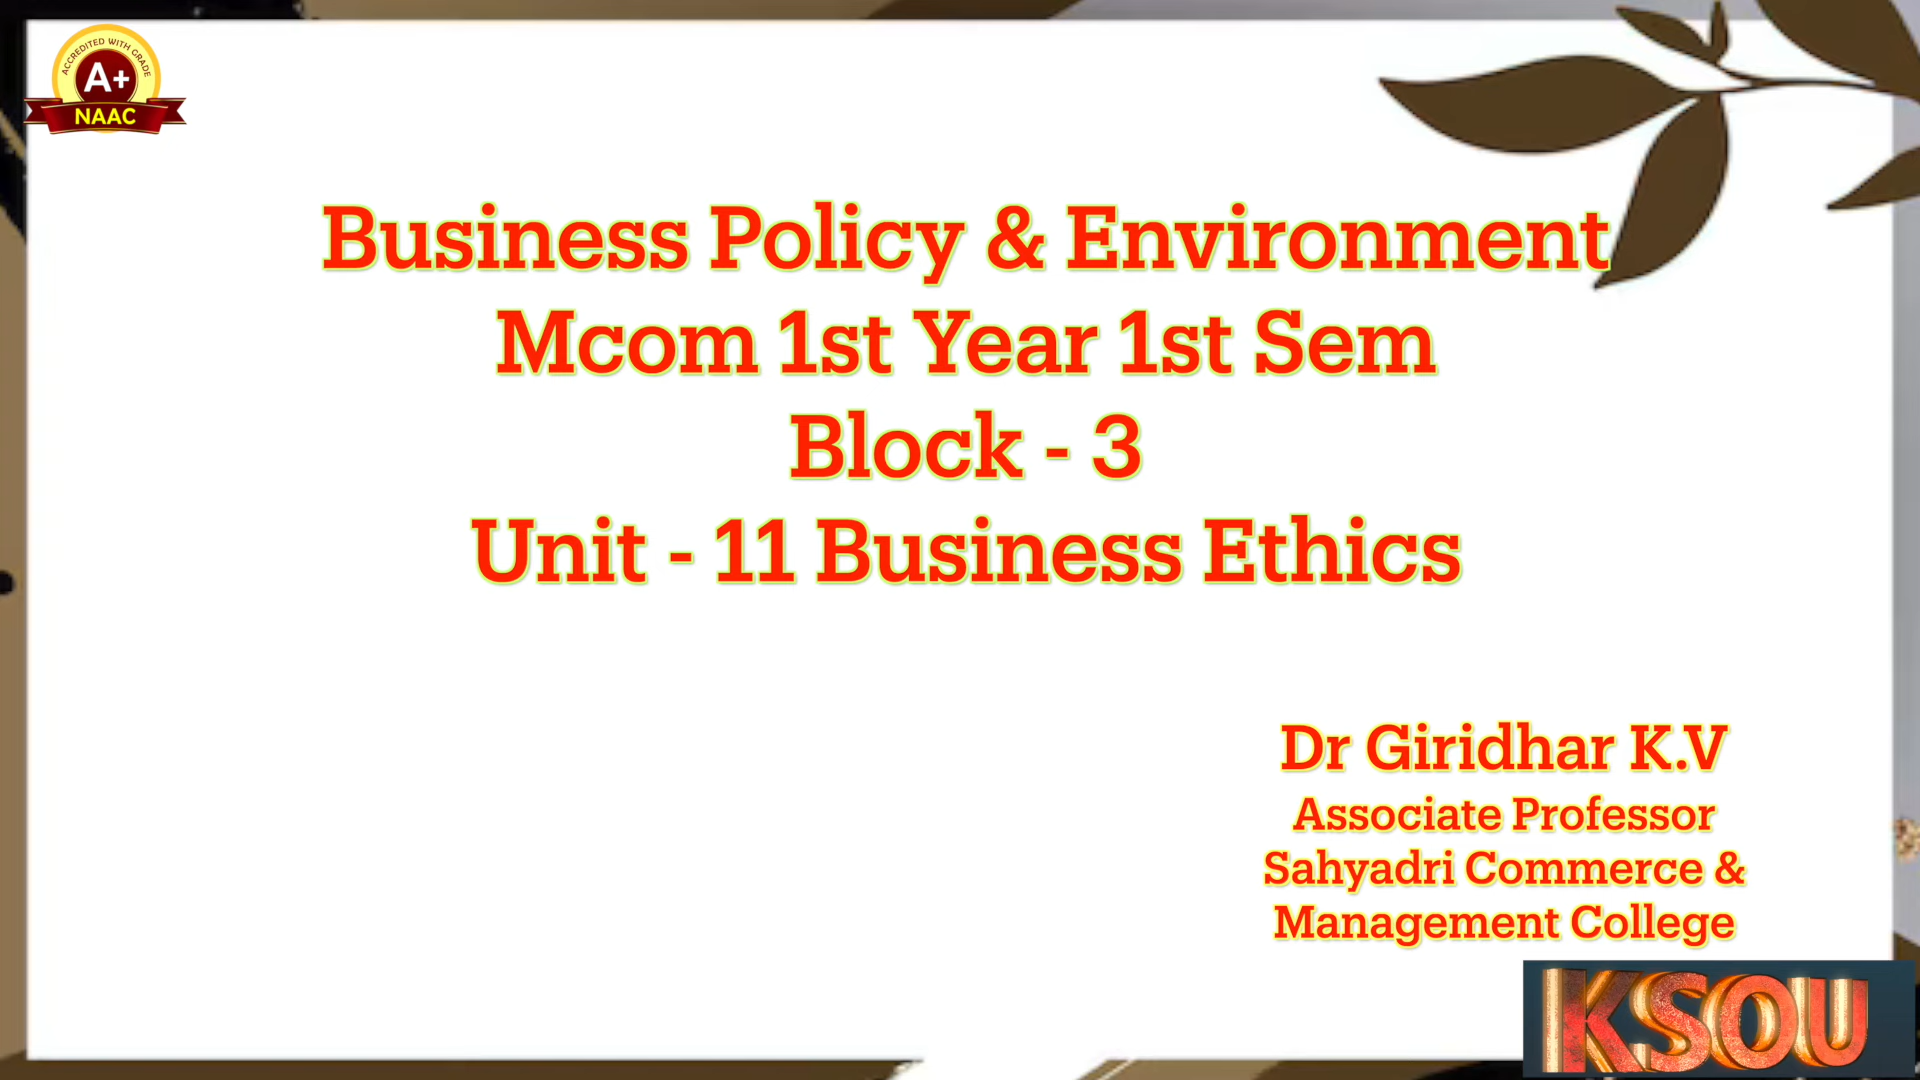 ACCREDITED WITH GRADE
A+
NAAC
Business Policy & Environment
Mcom 1st Year 1st Sem
Block - 3
Unit - 11 Business Ethics
Dr Giridhar K.V
Associate Professor
Sahyadri Commerce &
Management College
KSOU